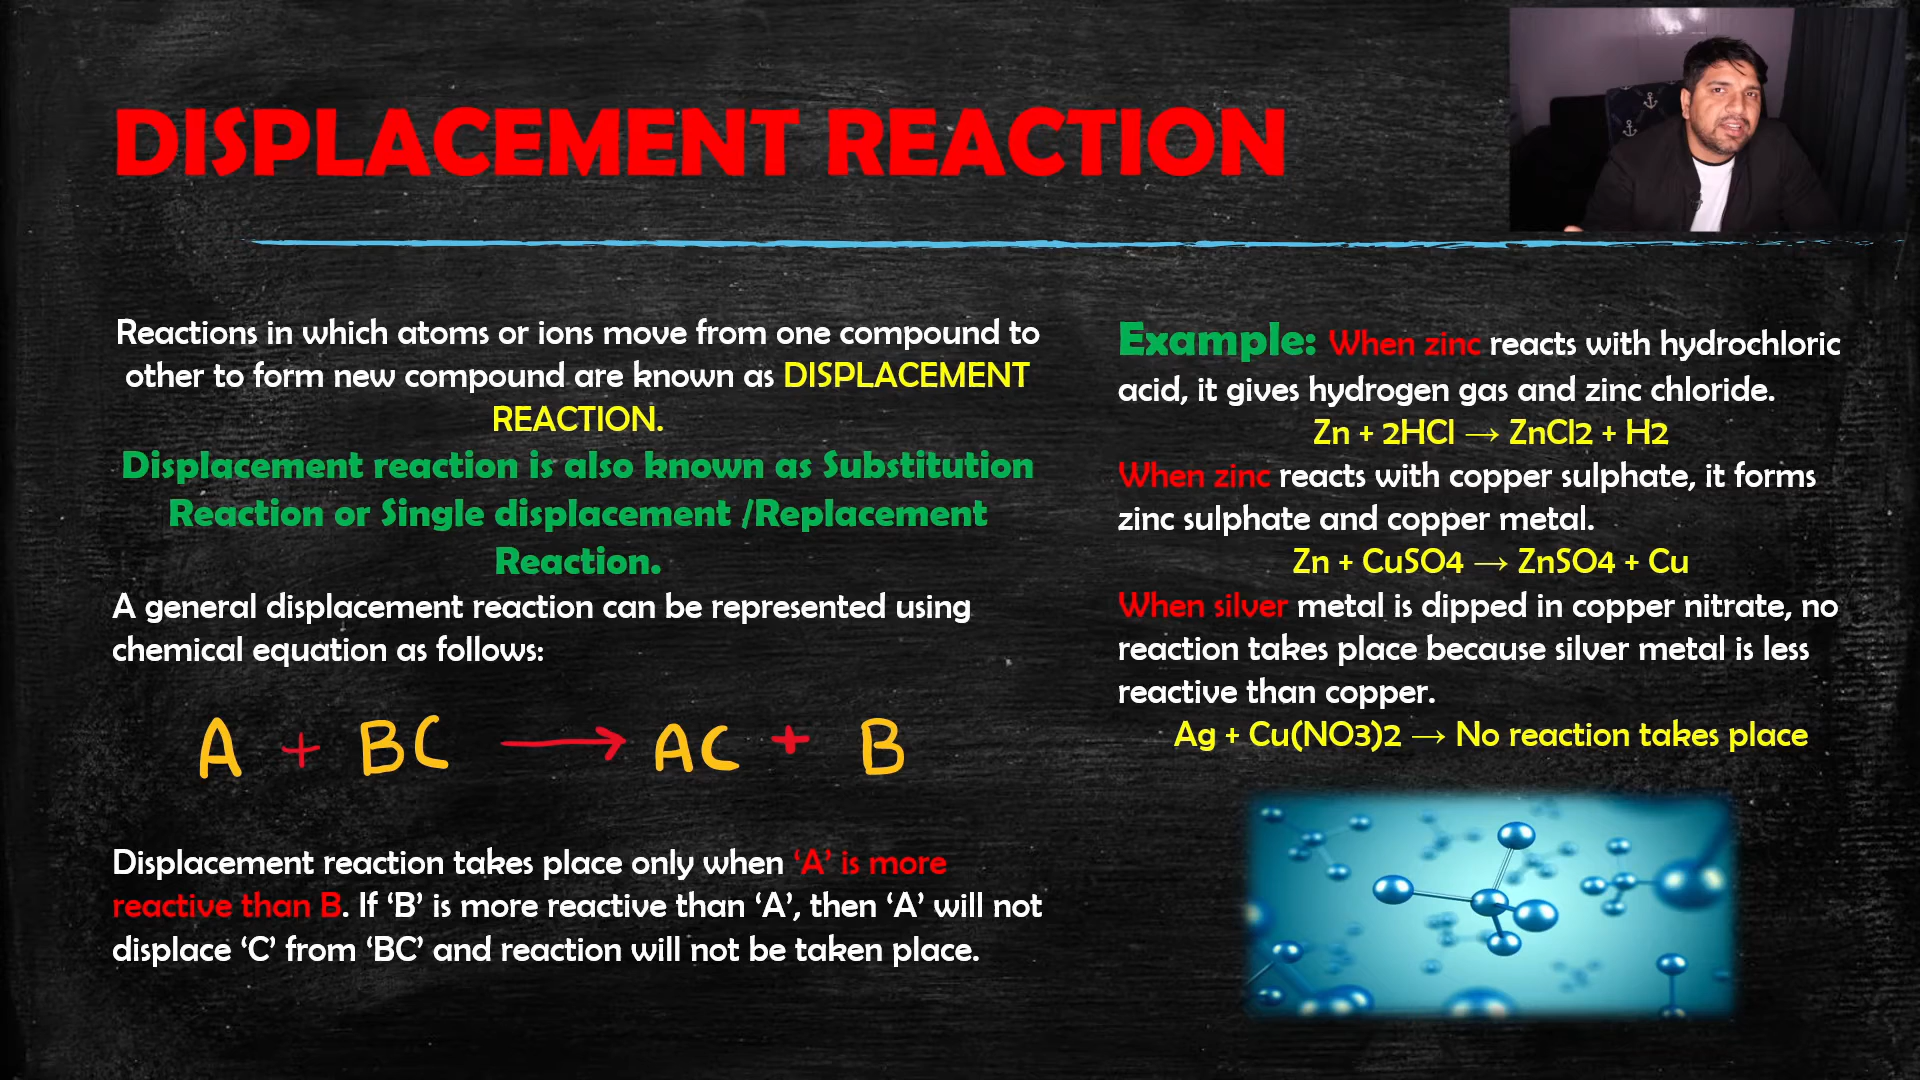 DISPLACEMENT REACTION
Reactions in which atoms or ions move from one compound to
other to form new compound are known as DISPLACEMENT
REACTION.
Displacement reaction is also known as Substitution
Reaction or Single displacement /Replacement
Reaction.
A general displacement reaction can be represented using
chemical equation as follows:
A + BC → AC + B
Displacement reaction takes place only when ‘A’ is more
reactive than B. If ‘B’ is more reactive than ‘A’, then ‘A’ will not
displace ‘C’ from ‘BC’ and reaction will not be taken place.
Example: When zinc reacts with hydrochloric
acid, it gives hydrogen gas and zinc chloride.
Zn + 2HCl → ZnCl2 + H2
When zinc reacts with copper sulphate, it forms
zinc sulphate and copper metal.
Zn + CuSO4 → ZnSO4 + Cu
When silver metal is dipped in copper nitrate, no
reaction takes place because silver metal is less
reactive than copper.
Ag + Cu(NO3)2 → No reaction takes place